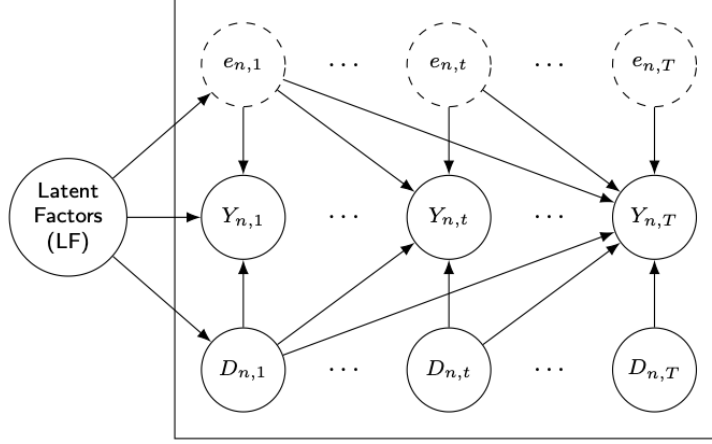 e_{n,1} ... e_{n,t} ... e_{n,T}
Latent
Factors
(LF)
Y_{n,1} ... Y_{n,t} ... Y_{n,T}
D_{n,1} ... D_{n,t} ... D_{n,T}